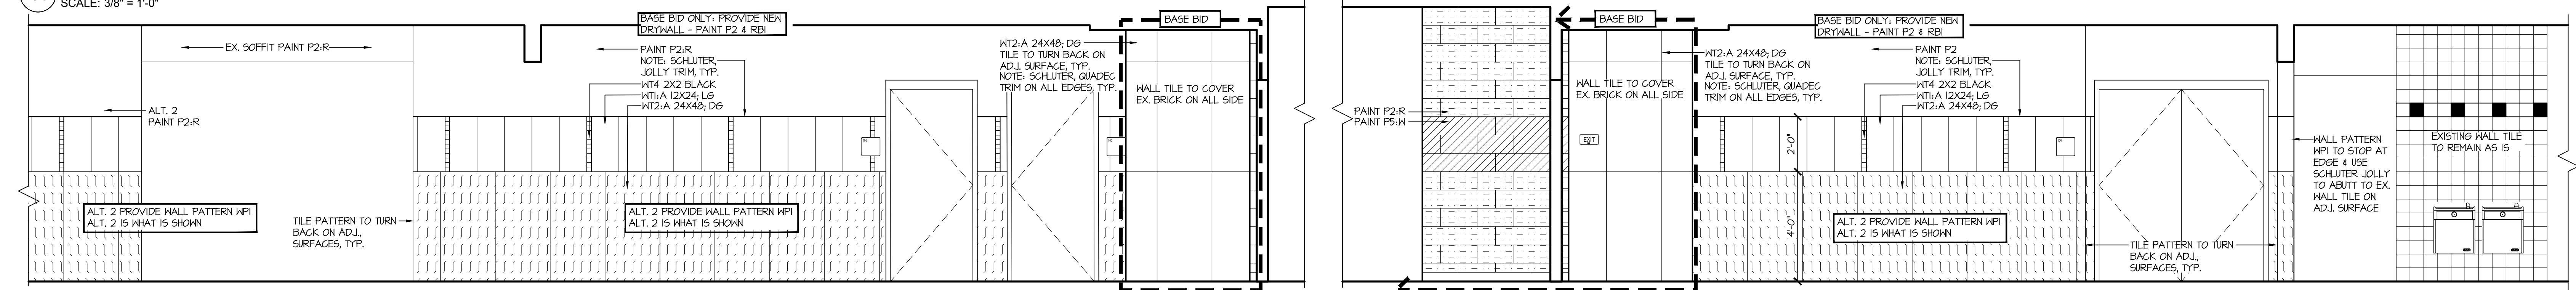 SCALE: 3/8" = 1'-0"
EX. SOFFIT PAINT P2:R
ALT. 2
PAINT P2:R
ALT. 2 PROVIDE WALL PATTERN WP1
ALT. 2 IS WHAT IS SHOWN
TILE PATTERN TO TURN
BACK ON ADJ.,
SURFACES, TYP.
BASE BID ONLY: PROVIDE NEW
DRYWALL - PAINT P2 & RB1
PAINT P2:R
NOTE: SCHLUTER,
JOLLY TRIM, TYP.
WT4 2X2 BLACK
WT1:A 12X24; LG
WT2:A 24X48; DG
ALT. 2 PROVIDE WALL PATTERN WP1
ALT. 2 IS WHAT IS SHOWN
WT2:A 24X48; DG
TILE TO TURN BACK ON
ADJ. SURFACE, TYP.
NOTE: SCHLUTER, QUADEC
TRIM ON ALL EDGES, TYP.
BASE BID
WALL TILE TO COVER
EX. BRICK ON ALL SIDE
PAINT P2:R
PAINT P5:W
BASE BID
WALL TILE TO COVER
EX. BRICK ON ALL SIDE
EXIT
WT2:A 24X48; DG
TILE TO TURN BACK ON
ADJ. SURFACE, TYP.
NOTE: SCHLUTER, QUADEC
TRIM ON ALL EDGES, TYP.
2'-0"
4'-0"
BASE BID ONLY: PROVIDE NEW
DRYWALL - PAINT P2 & RB1
PAINT P2
NOTE: SCHLUTER,
JOLLY TRIM, TYP.
WT4 2X2 BLACK
WT1:A 12X24; LG
WT2:A 24X48; DG
ALT. 2 PROVIDE WALL PATTERN WP1
ALT. 2 IS WHAT IS SHOWN
TILE PATTERN TO TURN
BACK ON ADJ.,
SURFACES, TYP.
WALL PATTERN
WP1 TO STOP AT
EDGE & USE
SCHLUTER JOLLY
TO ABUTT TO EX.
WALL TILE ON
ADJ. SURFACE
EXISTING WALL TILE
TO REMAIN AS IS